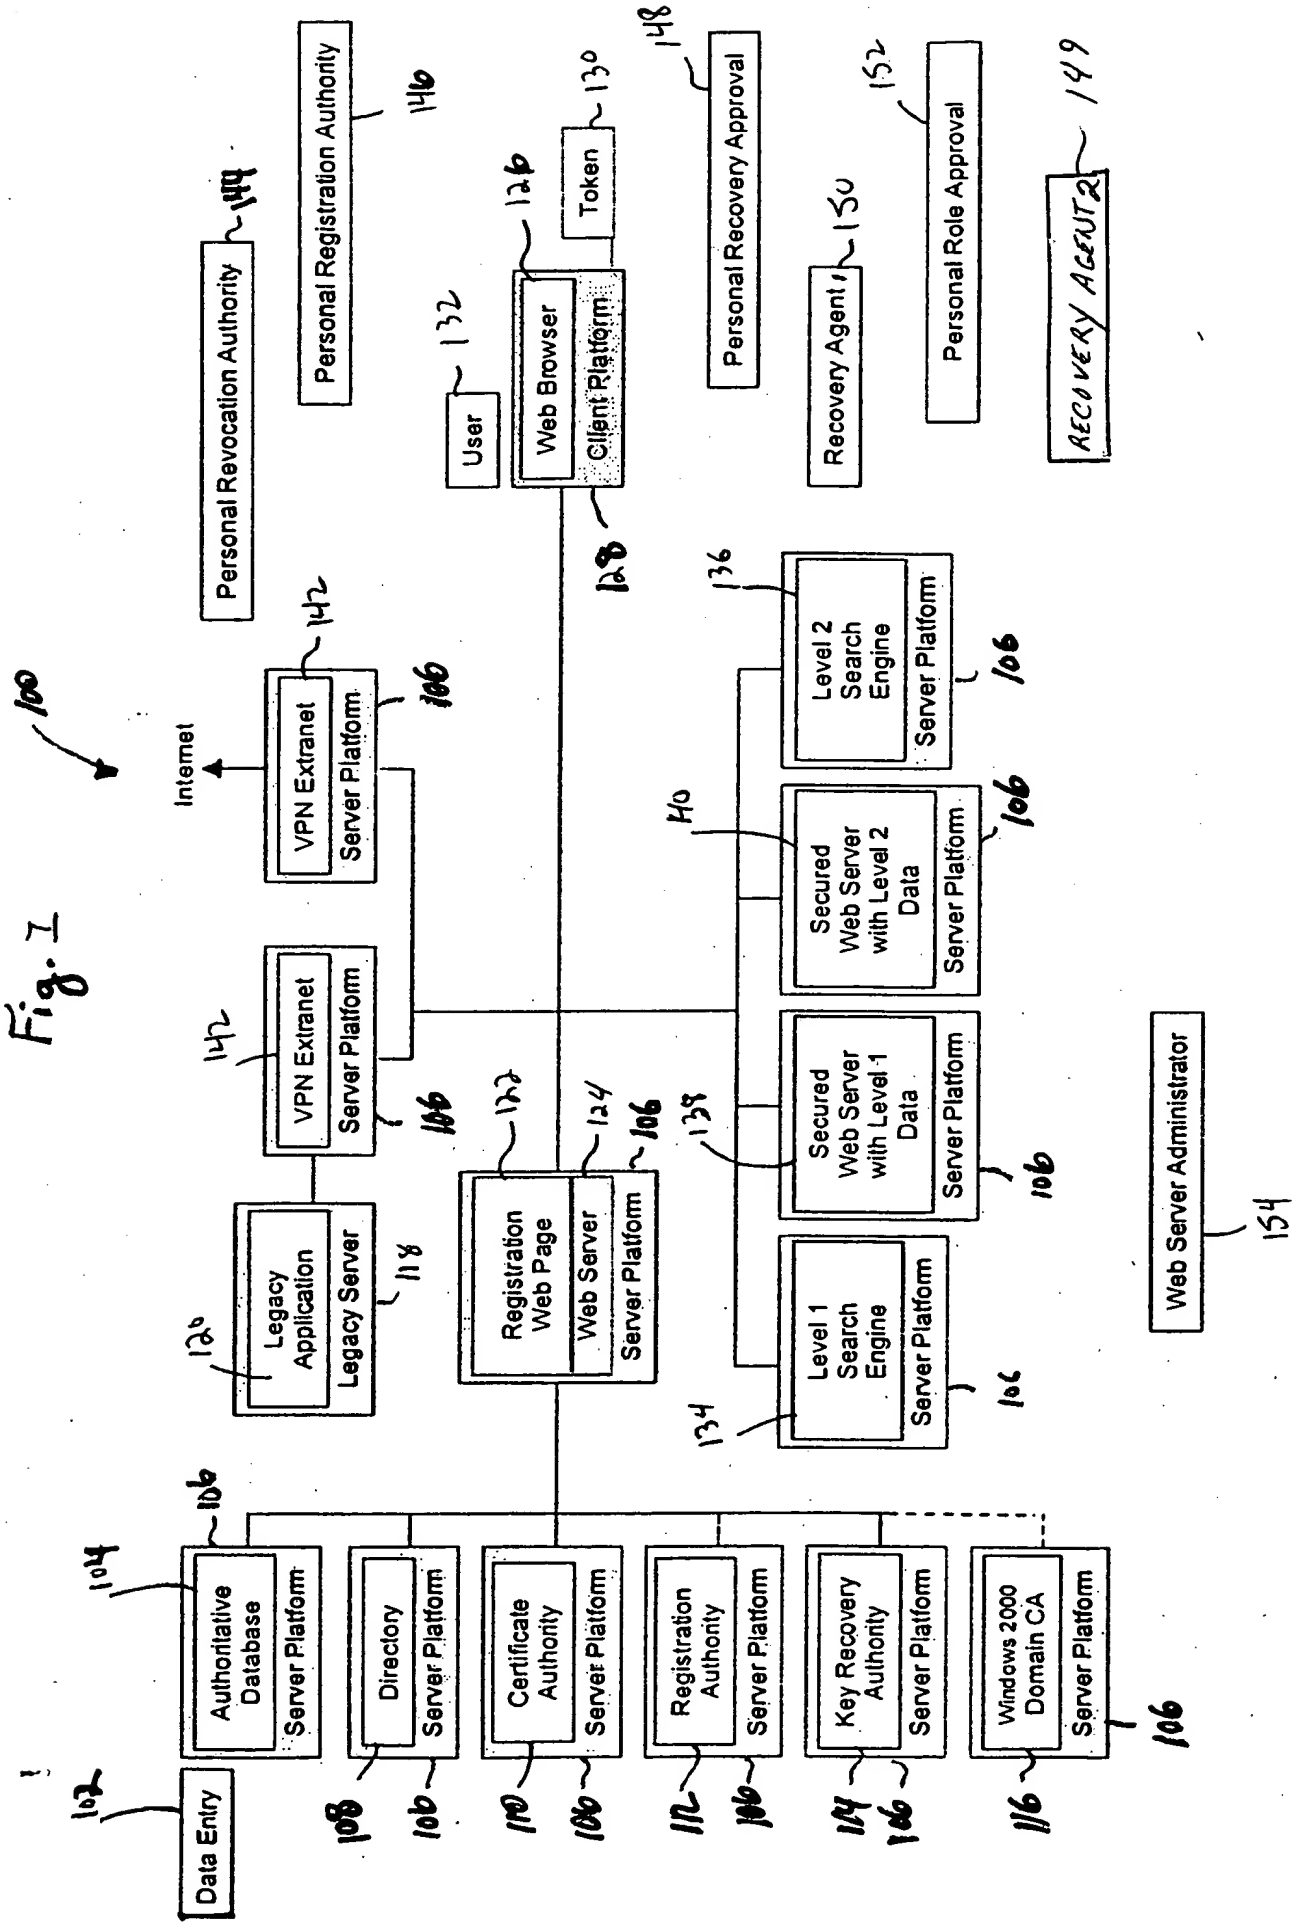 Fig. 1
100
102
Data Entry
104
106
Authoritative
Database
Server Platform
108
Directory
Server Platform
106
110
Certificate
Authority
Server Platform
106
112
Registration
Authority
Server Platform
106
114
Key Recovery
Authority
Server Platform
106
116
Windows 2000
Domain CA
Server Platform
106
120
Legacy
Application
Legacy Server
118
142
VPN Extranet
Server Platform
106
Internet
142
VPN Extranet
Server Platform
106
122
Registration
Web Page
124
Web Server
Server Platform
106
134
Level 1
Search
Engine
Server Platform
106
138
Secured
Web Server
with Level 1
Data
Server Platform
106
140
Secured
Web Server
with Level 2
Data
Server Platform
106
136
Level 2
Search
Engine
Server Platform
106
User
132
126
Web Browser
Client Platform
128
Token
130
Personal Revocation Authority
144
Personal Registration Authority
146
Personal Recovery Approval
148
Recovery Agent 1
150
Personal Role Approval
152
RECOVERY AGENT 2
149
Web Server Administrator
154